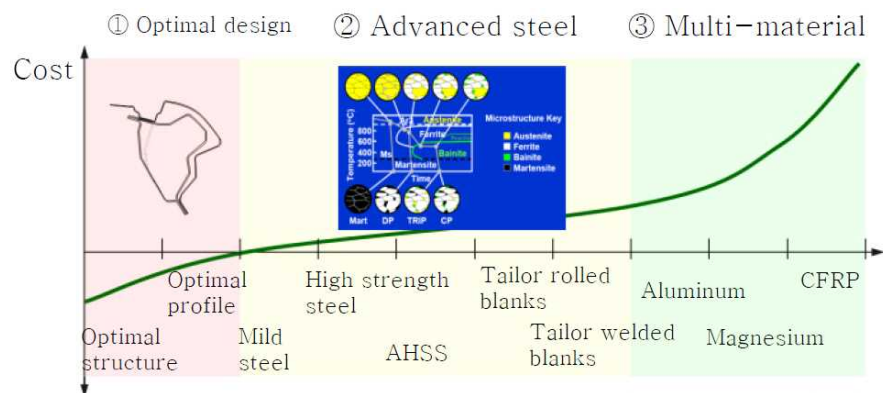 ① Optimal design
② Advanced steel
③ Multi-material
Cost
Austenite
Ferrite
Bainite
Ms
Martensite
Time
Temperature (°C)
800
600
400
200
Microstructure Key
Austenite
Ferrite
Bainite
Martensite
Mart
DP
TRIP
CP
Optimal
profile
High strength
steel
Tailor rolled
blanks
Aluminum
CFRP
Optimal
structure
Mild
steel
AHSS
Tailor welded
blanks
Magnesium